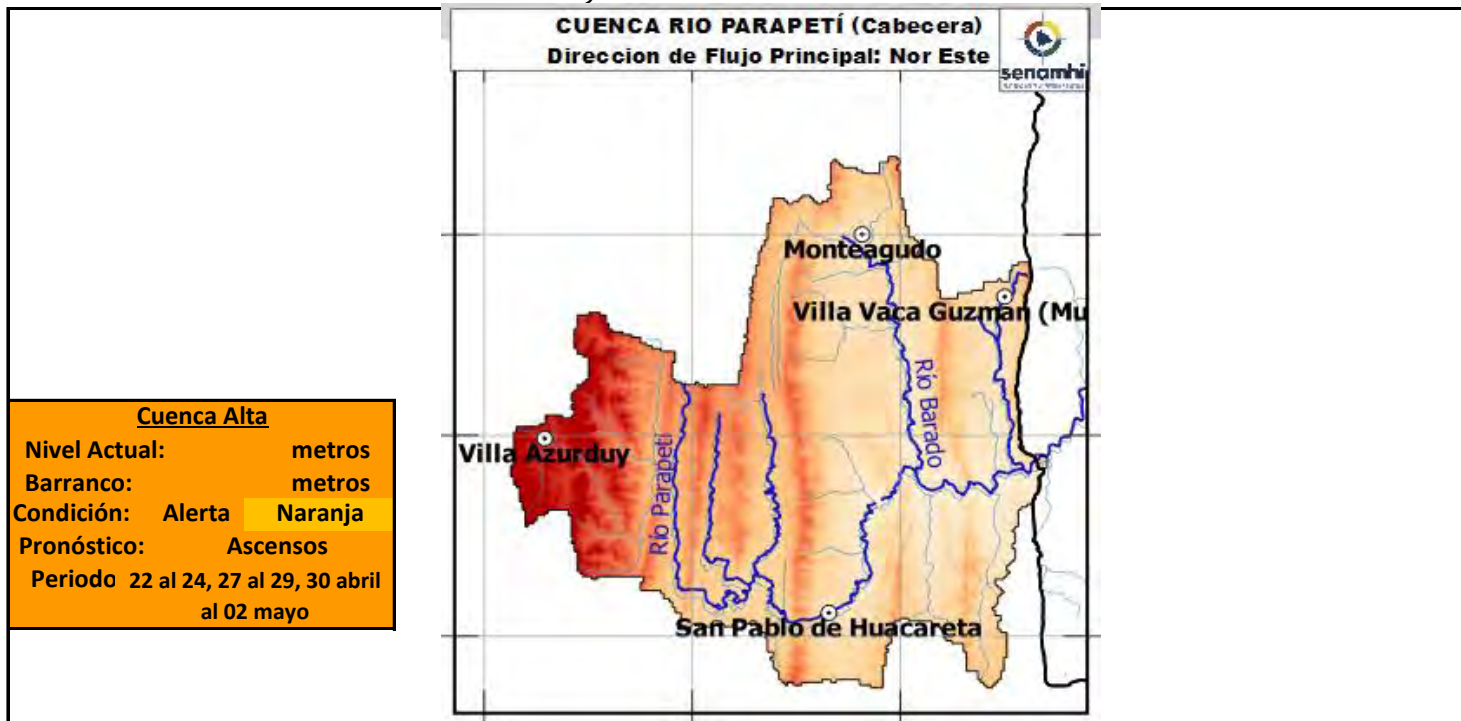 CUENCA RIO PARAPETÍ (Cabecera)
Direccion de Flujo Principal: Nor Este
senamhi
Monteagudo
Villa Vaca Guzmán (Mu
Río Barado
Villa Azurduy
Río Parapetí
San Pablo de Huacareta
Cuenca Alta
Nivel Actual: metros
Barranco: metros
Condición: Alerta Naranja
Pronóstico: Ascensos
Periodo 22 al 24, 27 al 29, 30 abril
al 02 mayo